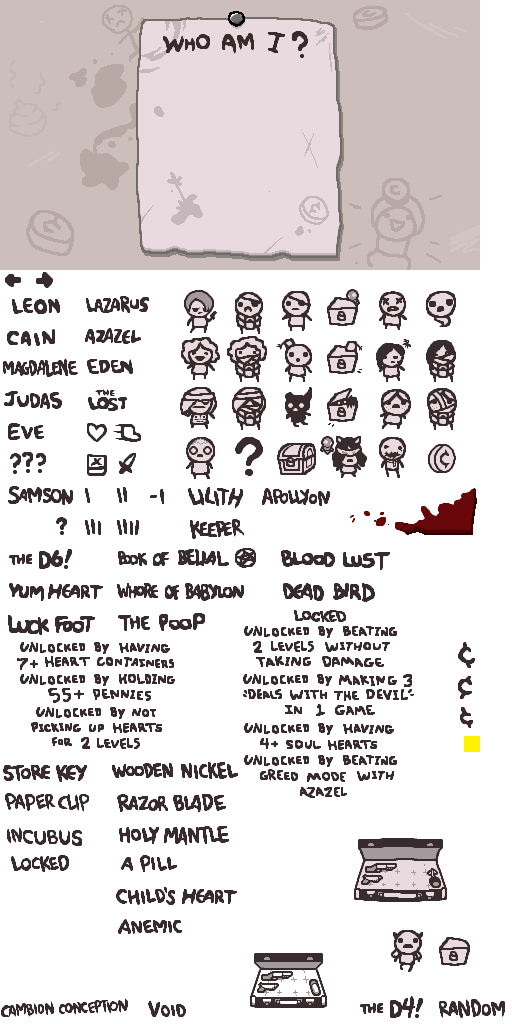 WHO AM I?
LEON LAZARUS
CAIN AZAZEL
MAGDALENE EDEN
JUDAS THE LOST
EVE
???
?
SAMSON I II -I LILITH APOLLYON
? III IIII KEEPER
THE D6! BOOK OF BELIAL BLOOD LUST
YUM HEART WHORE OF BABYLON DEAD BIRD
LUCK FOOT THE POOP
LOCKED
UNLOCKED BY HAVING
7+ HEART CONTAINERS
UNLOCKED BY HOLDING
55+ PENNIES
UNLOCKED BY NOT
PICKING UP HEARTS
FOR 2 LEVELS
UNLOCKED BY BEATING
2 LEVELS WITHOUT
TAKING DAMAGE
UNLOCKED BY MAKING 3
"DEALS WITH THE DEVIL"
IN 1 GAME
UNLOCKED BY HAVING
4+ SOUL HEARTS
UNLOCKED BY BEATING
GREED MODE WITH
AZAZEL
¢
¢
¢
STORE KEY WOODEN NICKEL
PAPER CLIP RAZOR BLADE
INCUBUS HOLY MANTLE
LOCKED A PILL
CHILD'S HEART
ANEMIC
CAMBION CONCEPTION VOID THE D4! RANDOM